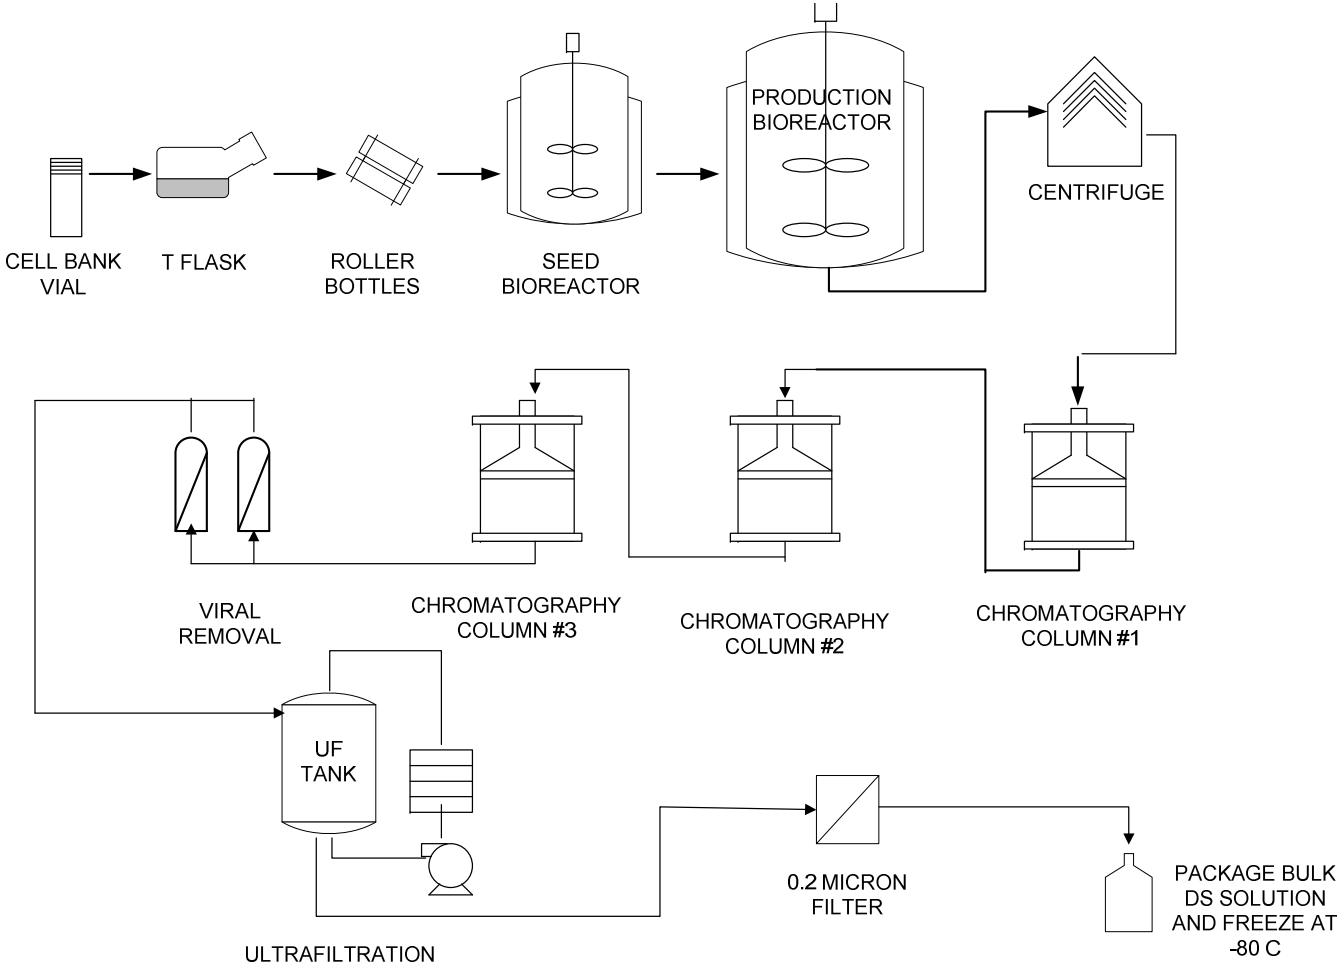 PRODUCTION
BIOREACTOR
CENTRIFUGE
CELL BANK
VIAL
T FLASK
ROLLER
BOTTLES
SEED
BIOREACTOR
VIRAL
REMOVAL
CHROMATOGRAPHY
COLUMN #3
CHROMATOGRAPHY
COLUMN #2
CHROMATOGRAPHY
COLUMN #1
UF
TANK
ULTRAFILTRATION
0.2 MICRON
FILTER
PACKAGE BULK
DS SOLUTION
AND FREEZE AT
-80 C